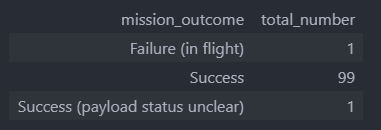 mission_outcome total_number
Failure (in flight) 1
Success 99
Success (payload status unclear) 1